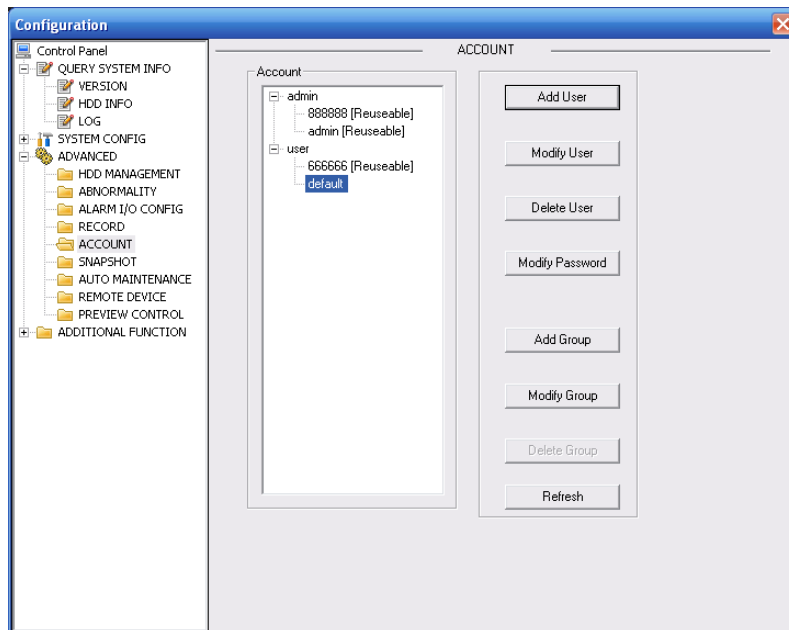 Configuration
Control Panel
QUERY SYSTEM INFO
VERSION
HDD INFO
LOG
SYSTEM CONFIG
ADVANCED
HDD MANAGEMENT
ABNORMALITY
ALARM I/O CONFIG
RECORD
ACCOUNT
SNAPSHOT
AUTO MAINTENANCE
REMOTE DEVICE
PREVIEW CONTROL
ADDITIONAL FUNCTION
ACCOUNT
Account
admin
888888 [Reuseable]
admin [Reuseable]
user
666666 [Reuseable]
default
Add User
Modify User
Delete User
Modify Password
Add Group
Modify Group
Delete Group
Refresh